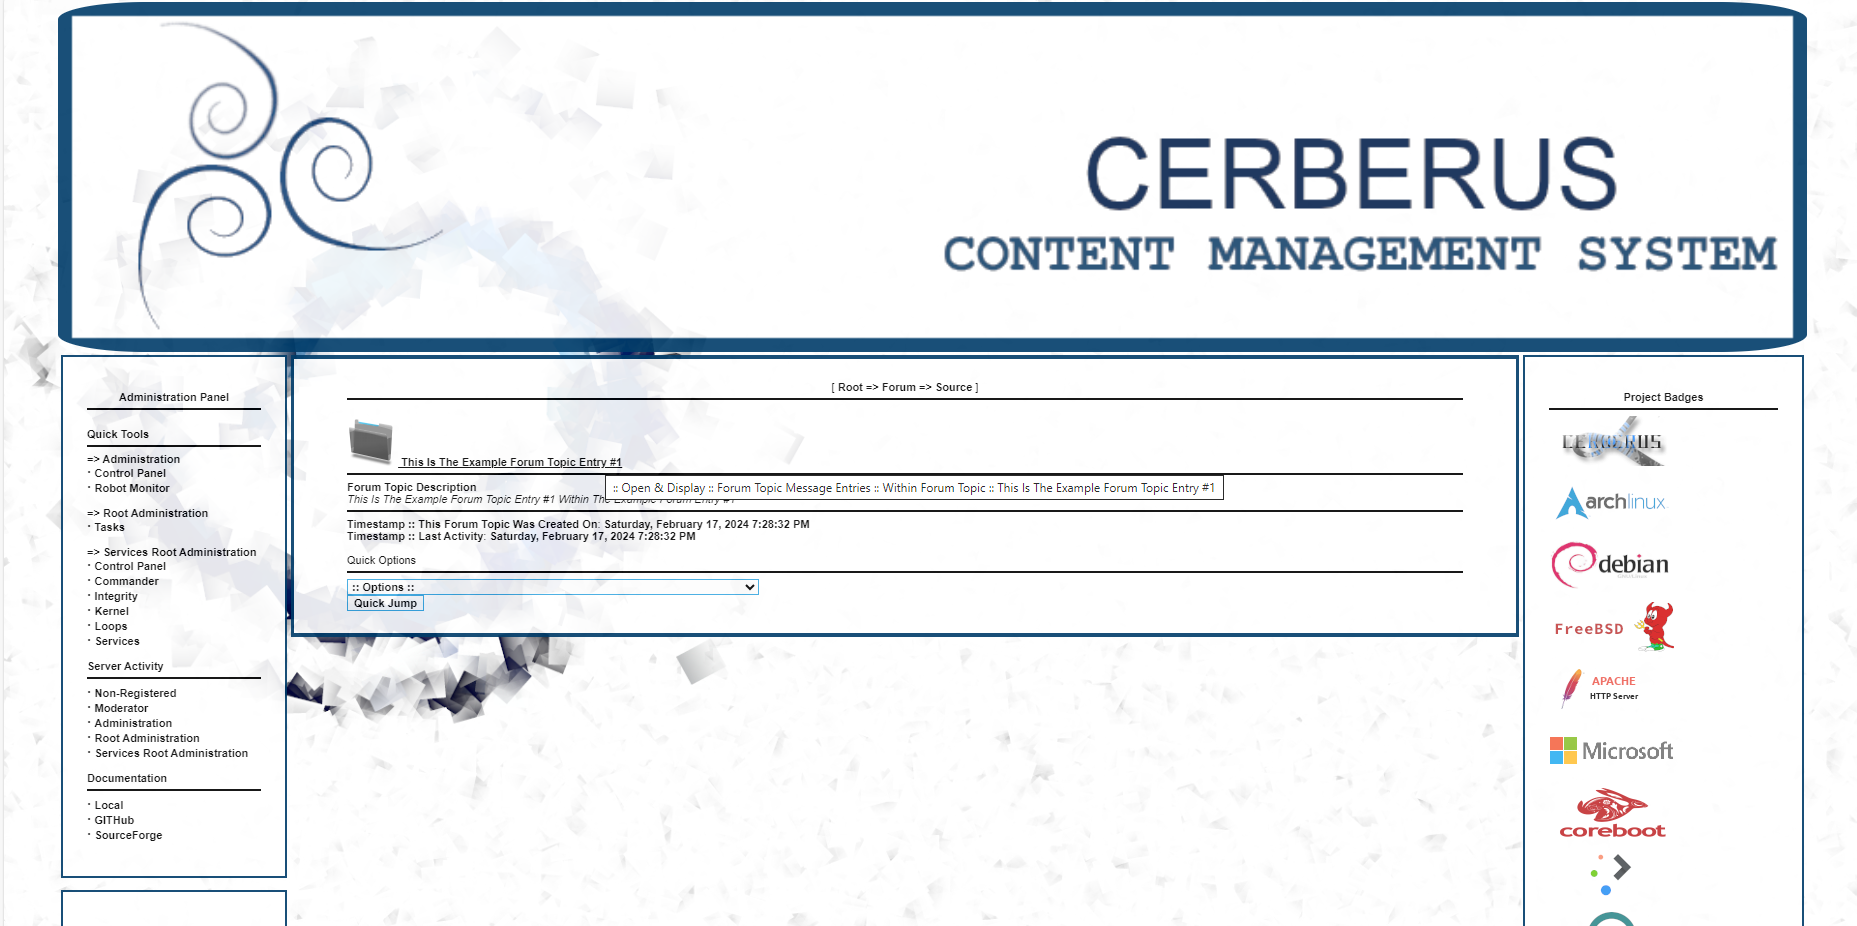 CERBERUS
CONTENT MANAGEMENT SYSTEM
Administration Panel
Quick Tools
=> Administration
· Control Panel
· Robot Monitor
=> Root Administration
· Tasks
=> Services Root Administration
· Control Panel
· Commander
· Integrity
· Kernel
· Loops
· Services
Server Activity
· Non-Registered
· Moderator
· Administration
· Root Administration
· Services Root Administration
Documentation
· Local
· GITHub
· SourceForge
[ Root => Forum => Source ]
This Is The Example Forum Topic Entry #1
Forum Topic Description
:: Open & Display :: Forum Topic Message Entries :: Within Forum Topic :: This Is The Example Forum Topic Entry #1
This Is The Example Forum Topic Entry #1 Within The Example Forum Entry #1
Timestamp :: This Forum Topic Was Created On: Saturday, February 17, 2024 7:28:32 PM
Timestamp :: Last Activity: Saturday, February 17, 2024 7:28:32 PM
Quick Options
:: Options ::
Quick Jump
Project Badges
CERBERUS
archlinux
debian
FreeBSD
APACHE
HTTP Server
Microsoft
coreboot